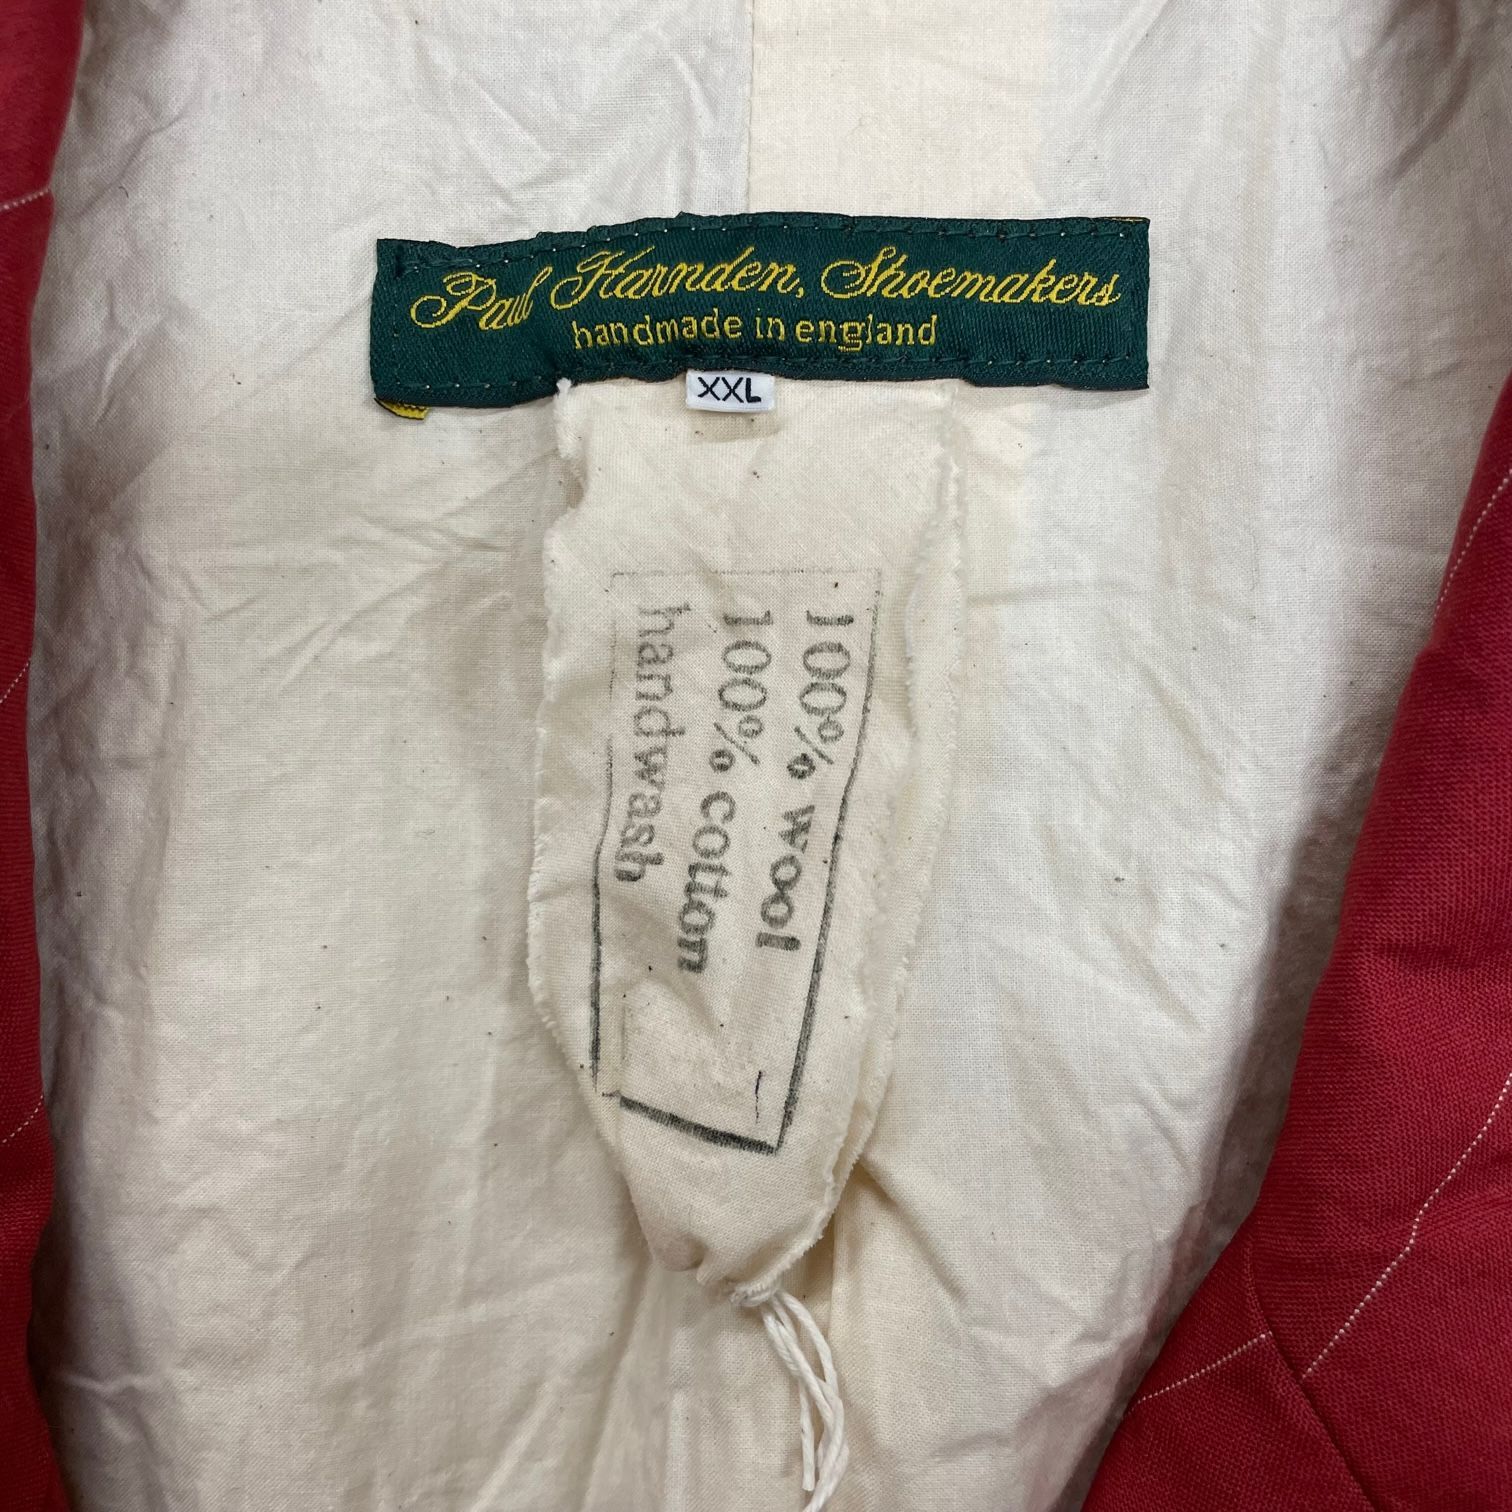 Paul Harnden, Shoemakers
handmade in england
XXL
100% wool
100% cotton
handwash